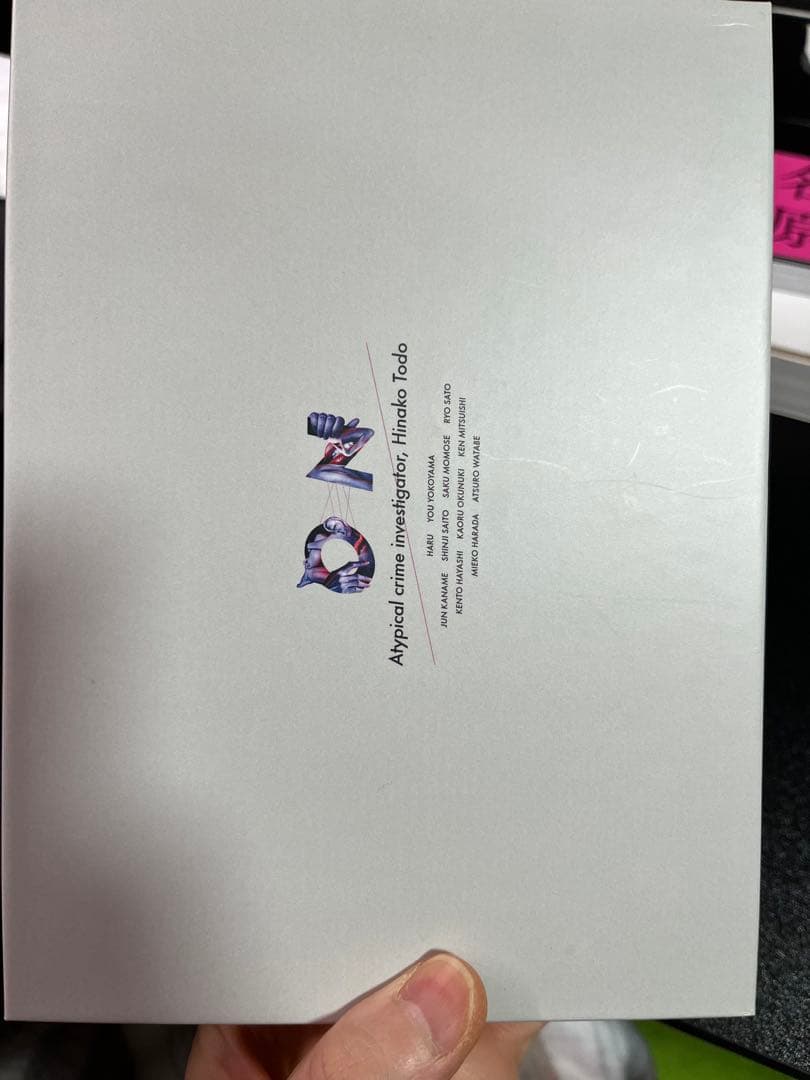 ON
Atypical crime investigator, Hinako Todo
HARU YOU YOKOYAMA
JUN KANAME SHINJI SAITO SAKU MOMOSE RYO SATO
KENTO HAYASHI KAORU OKUNUKI KEN MITSUISHI
MIEKO HARADA ATSURO WATABE